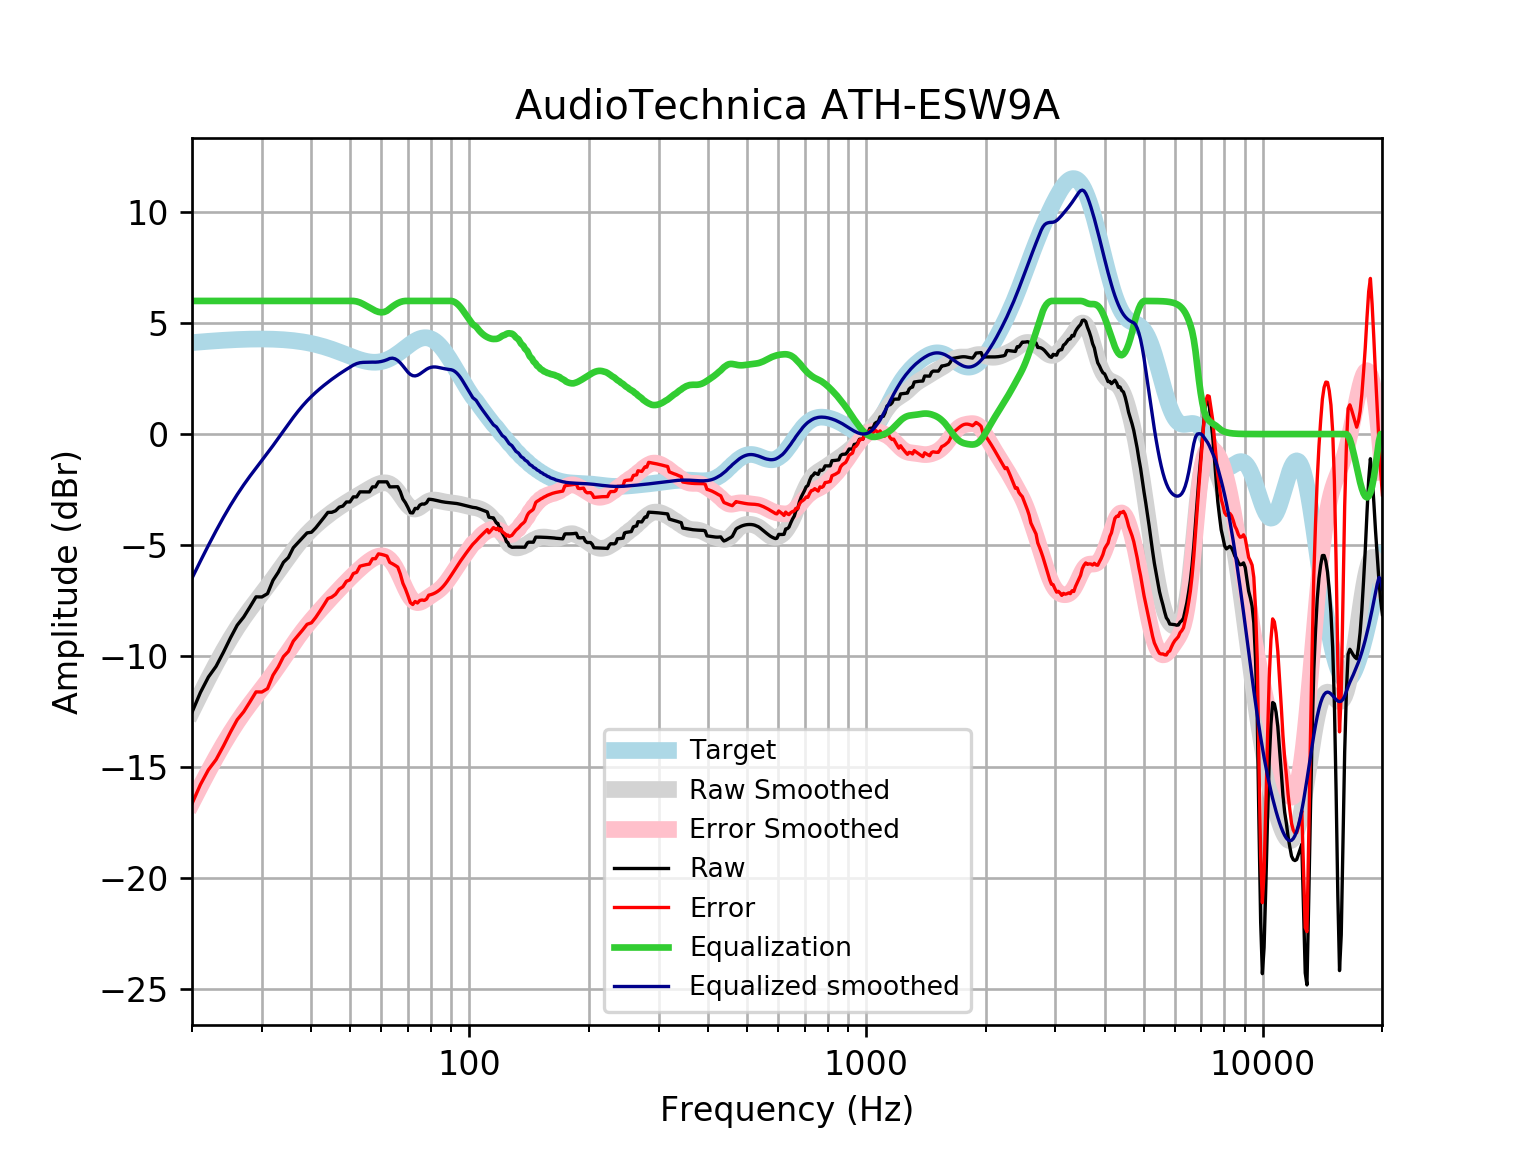 AudioTechnica ATH-ESW9A
Amplitude (dBr)
10
5
0
−5
−10
−15
−20
−25
Target
Raw Smoothed
Error Smoothed
Raw
Error
Equalization
Equalized smoothed
100
1000
10000
Frequency (Hz)